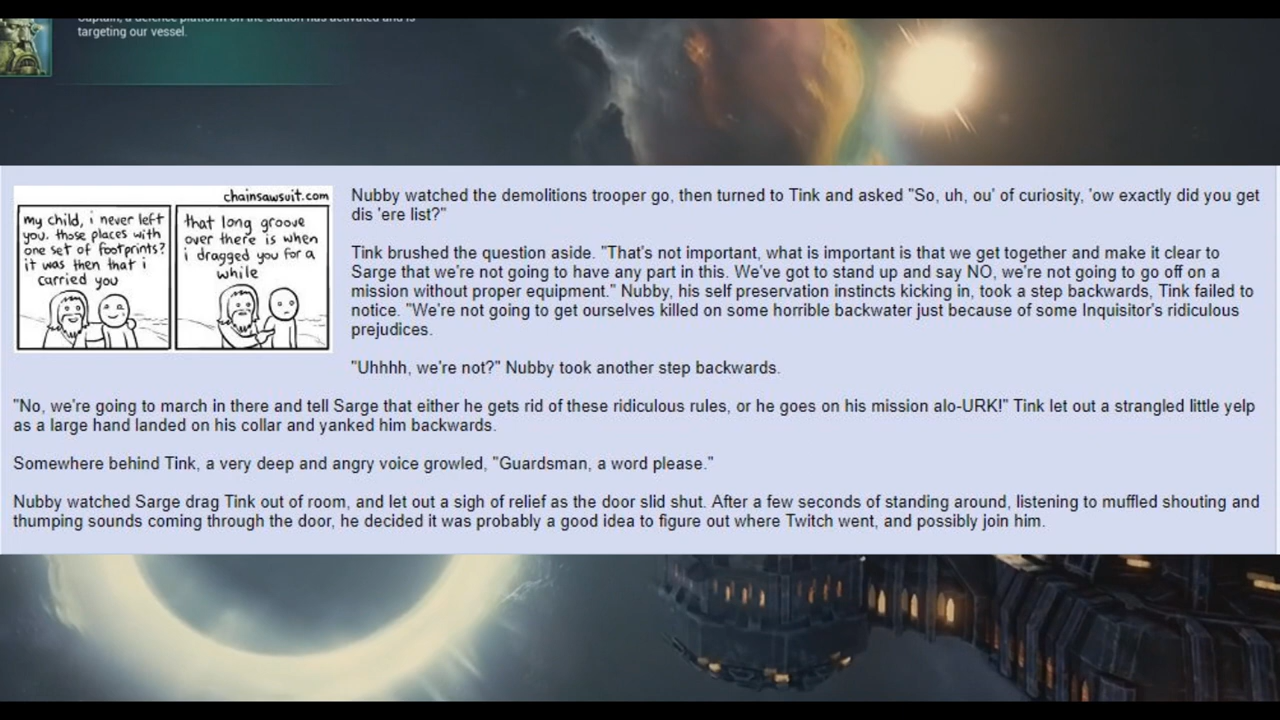 targeting our vessel.
chainsawsuit.com
my child, i never left
you. those places with
one set of footprints?
it was then that i
carried you
that long groove
over there is when
i dragged you for a
while
Nubby watched the demolitions trooper go, then turned to Tink and asked "So, uh, ou' of curiosity, 'ow exactly did you get
dis 'ere list?"
Tink brushed the question aside. "That's not important, what is important is that we get together and make it clear to
Sarge that we're not going to have any part in this. We've got to stand up and say NO, we're not going to go off on a
mission without proper equipment." Nubby, his self preservation instincts kicking in, took a step backwards, Tink failed to
notice. "We're not going to get ourselves killed on some horrible backwater just because of some Inquisitor's ridiculous
prejudices.
"Uhhhh, we're not?" Nubby took another step backwards.
"No, we're going to march in there and tell Sarge that either he gets rid of these ridiculous rules, or he goes on his mission alo-URK!" Tink let out a strangled little yelp
as a large hand landed on his collar and yanked him backwards.
Somewhere behind Tink, a very deep and angry voice growled, "Guardsman, a word please."
Nubby watched Sarge drag Tink out of room, and let out a sigh of relief as the door slid shut. After a few seconds of standing around, listening to muffled shouting and
thumping sounds coming through the door, he decided it was probably a good idea to figure out where Twitch went, and possibly join him.